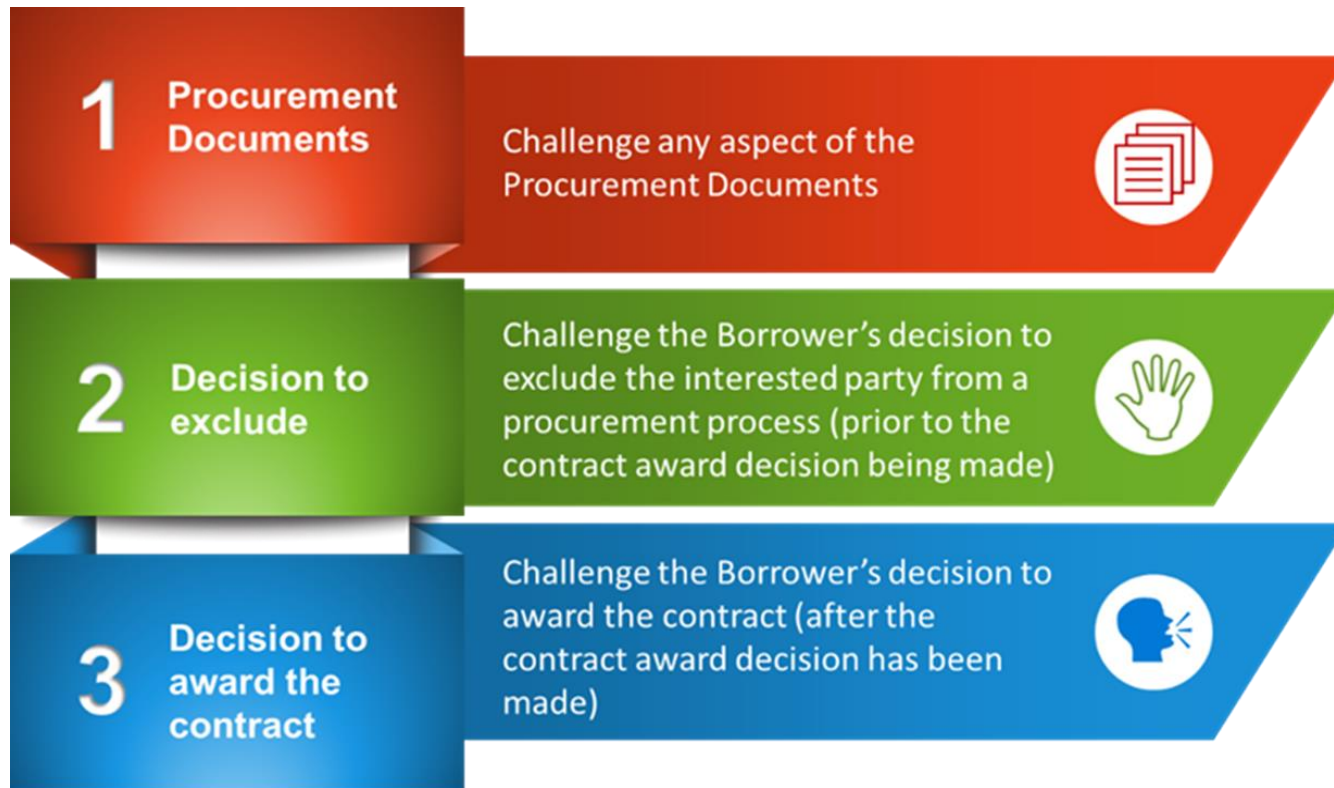 1
Procurement
Documents
Challenge any aspect of the
Procurement Documents
2
Decision to
exclude
Challenge the Borrower’s decision to
exclude the interested party from a
procurement process (prior to the
contract award decision being made)
3
Decision to
award the
contract
Challenge the Borrower’s decision to
award the contract (after the
contract award decision has been
made)